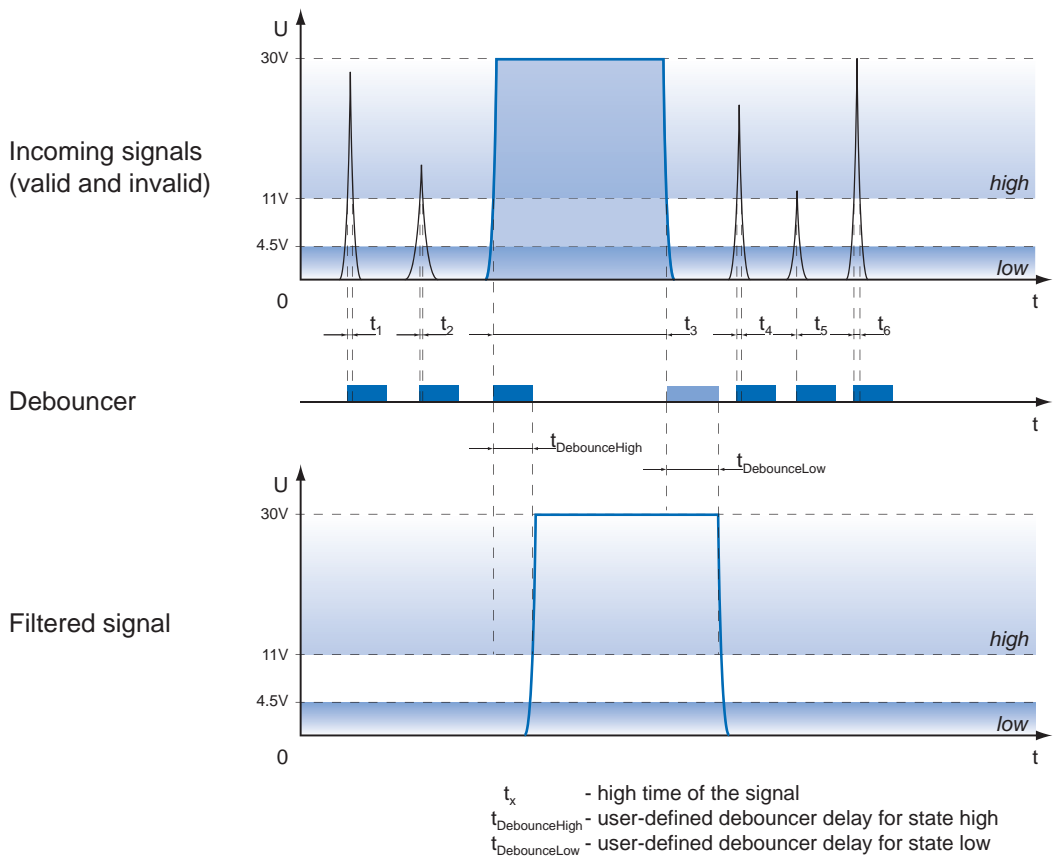 U
30V
Incoming signals
(valid and invalid)
high
11V
4.5V
low
0
t
t1
t2
t3
t4
t5
t6
Debouncer
t
tDebounceHigh
tDebounceLow
U
30V
Filtered signal
high
11V
4.5V
low
0
t
tx - high time of the signal
tDebounceHigh - user-defined debouncer delay for state high
tDebounceLow - user-defined debouncer delay for state low